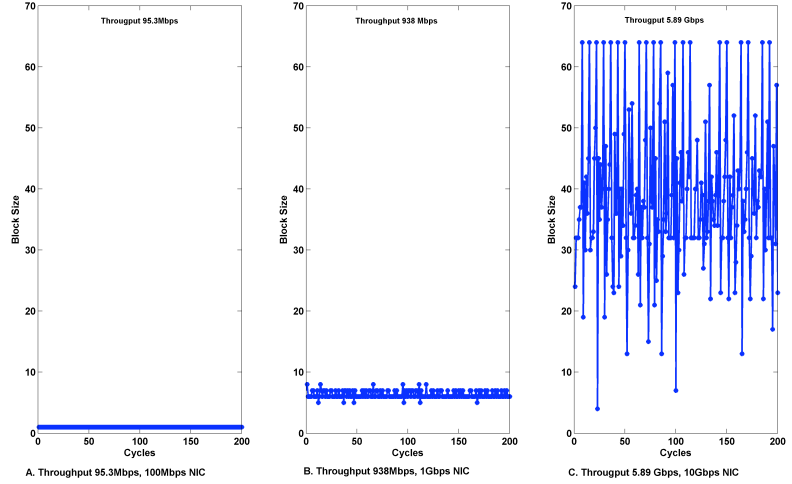 Througput 95.3Mbps
Block Size
70
60
50
40
30
20
10
0
0 50 100 150 200
Cycles
A. Throughput 95.3Mbps, 100Mbps NIC
Throughput 938 Mbps
Block Size
70
60
50
40
30
20
10
0
0 50 100 150 200
Cycles
B. Throughput 938Mbps, 1Gbps NIC
Througput 5.89 Gbps
Block Size
70
60
50
40
30
20
10
0
0 50 100 150 200
Cycles
C. Througput 5.89 Gbps, 10Gbps NIC